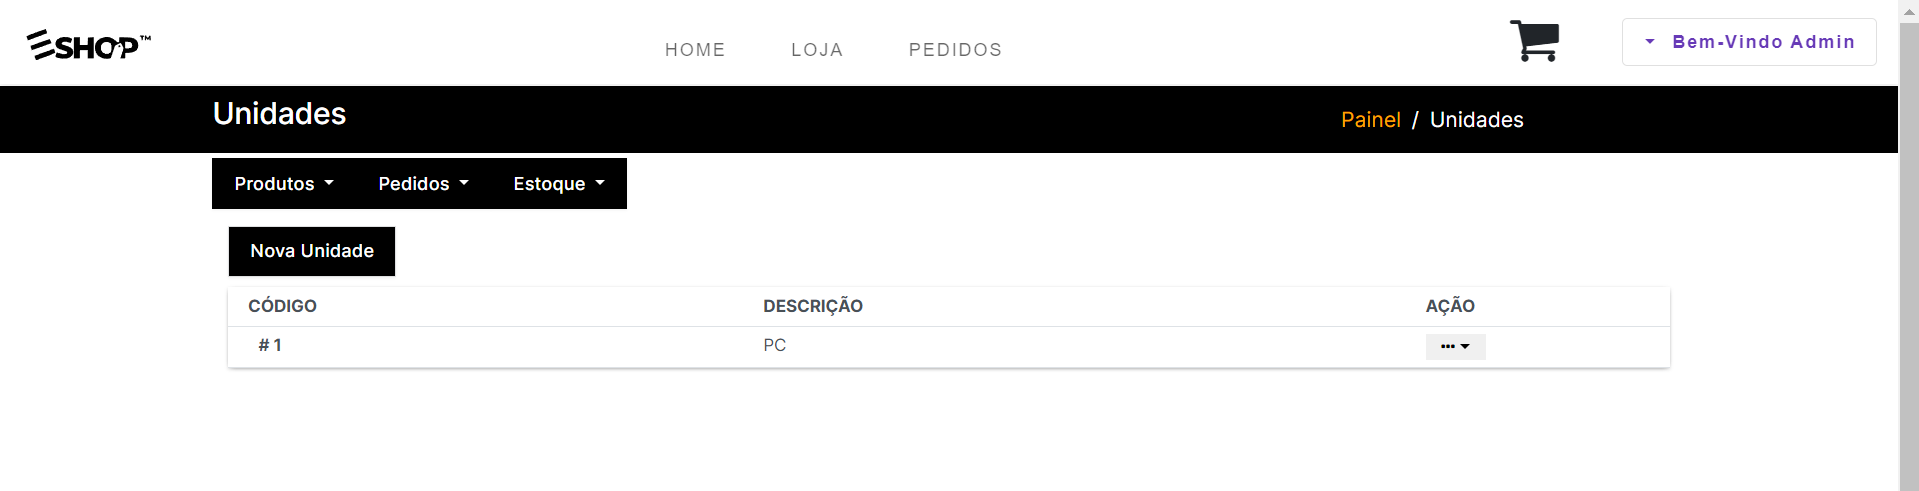 ESHOP™
HOME LOJA PEDIDOS
Bem-Vindo Admin
Unidades
Painel / Unidades
Produtos Pedidos Estoque
Nova Unidade
CÓDIGO DESCRIÇÃO AÇÃO
# 1 PC •••